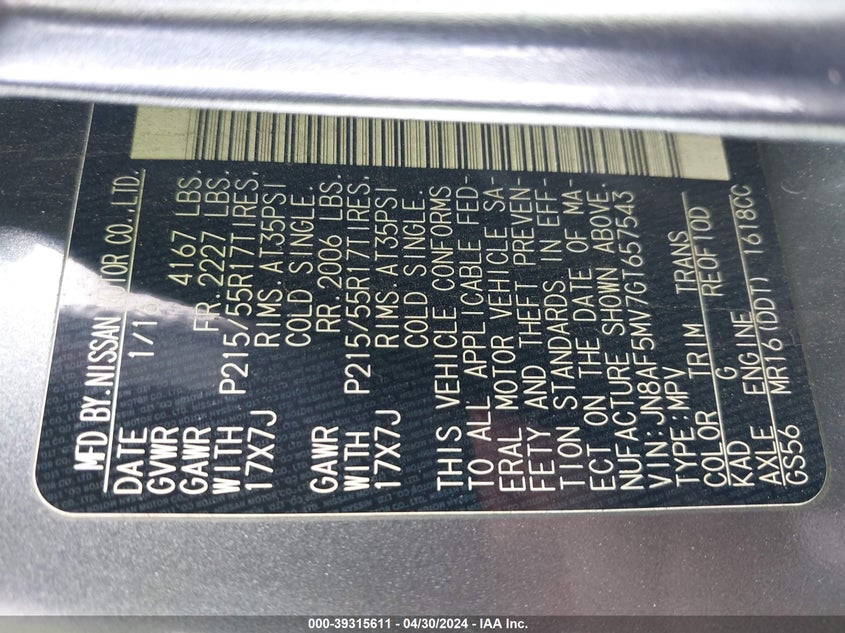 MFD BY.NISSAN MOTOR CO.,LTD.
DATE 1/16
GVWR 4167 LBS.
GAWR FR.2227 LBS.
WITH P215/55R17TIRES,
17X7J RIMS.AT35PSI
COLD SINGLE
GAWR RR.2006 LBS.
WITH P215/55R17TIRES,
17X7J RIMS.AT35PSI
COLD SINGLE.
THIS VEHICLE CONFORMS
TO ALL APPLICABLE FED-
ERAL MOTOR VEHICLE SA-
FETY AND THEFT PREVEN-
TION STANDARDS IN EFF-
ECT ON THE DATE OF MA-
NUFACTURE SHOWN ABOVE.
VIN:JN8AF5MV7GT657543
TYPE:MPV
COLOR TRIM TRANS
KAD G RE0F10D
AXLE ENGINE
GS56 MR16(DDT) 1618CC
000-39315611 - 04/30/2024 - IAA Inc.